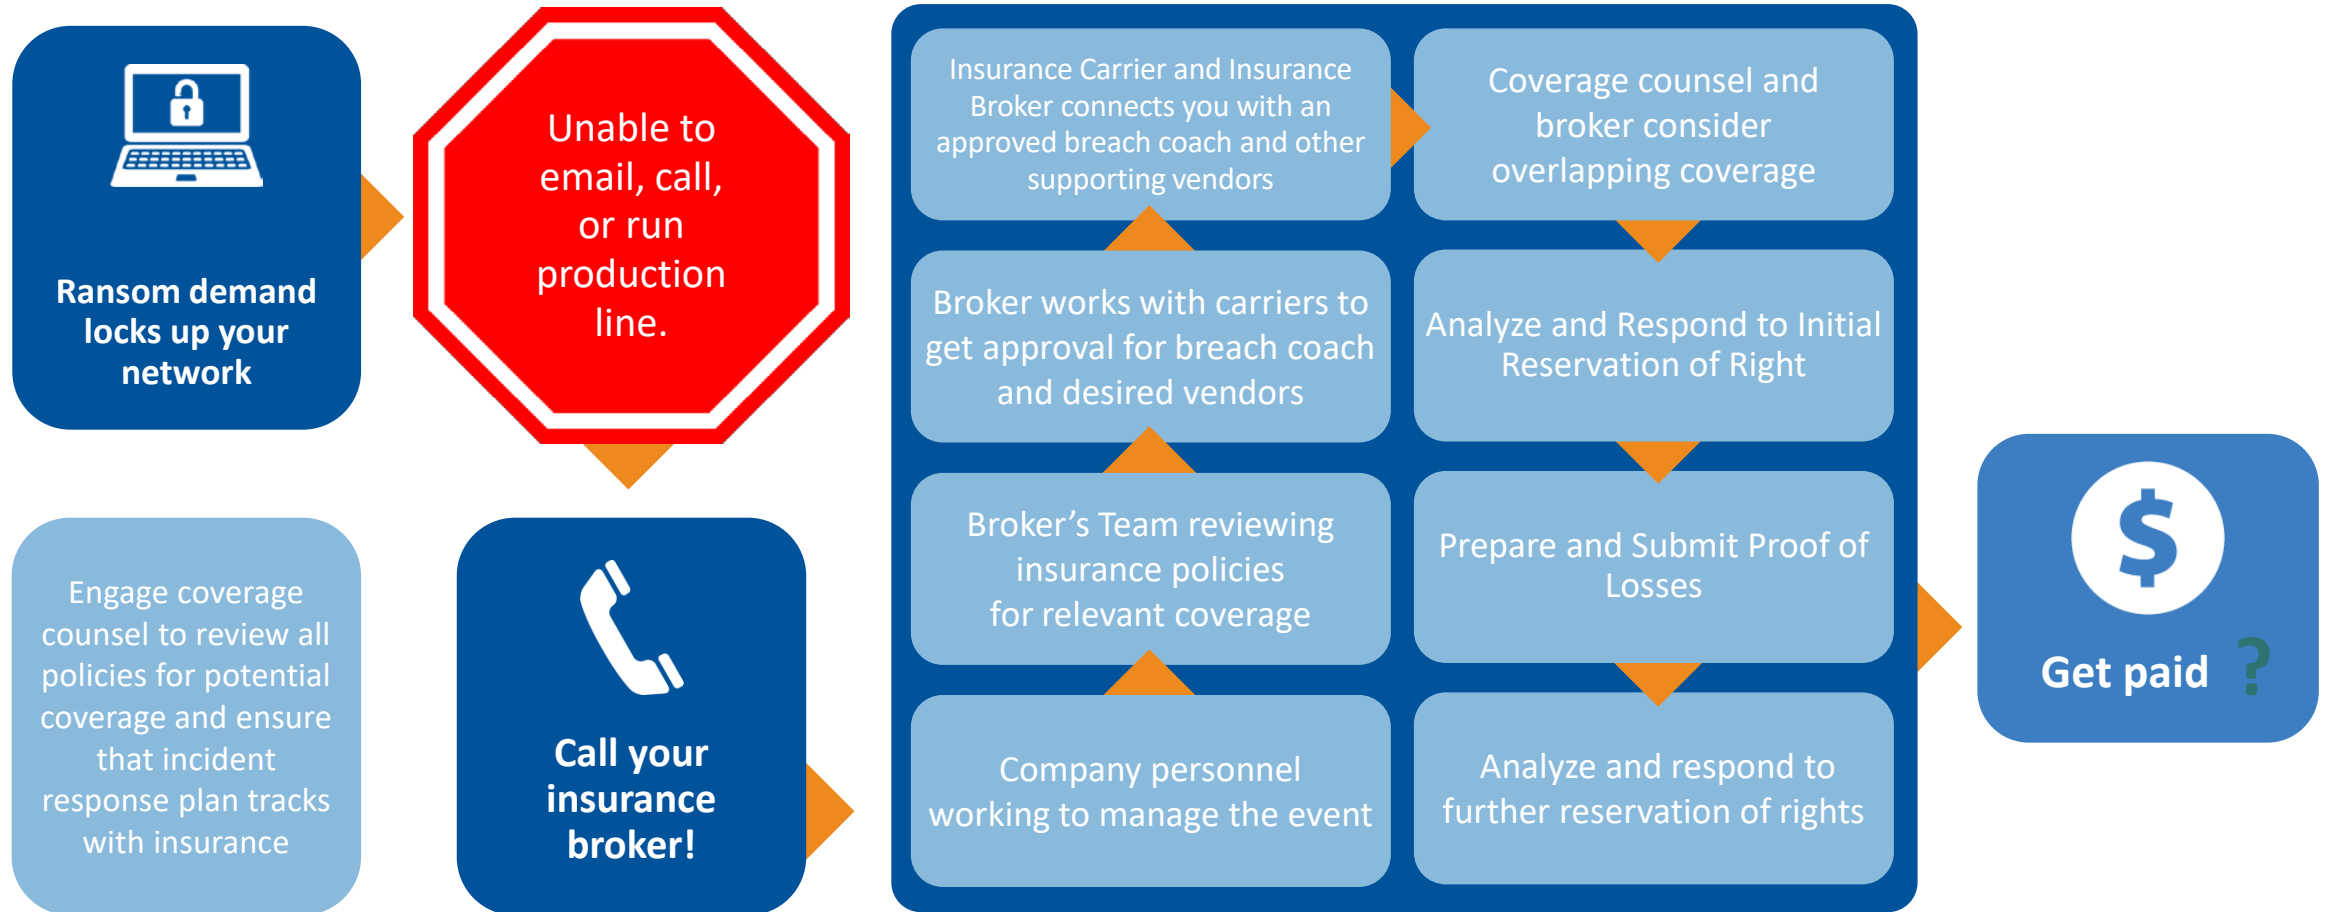 Ransom demand
locks up your
network
Unable to
email, call,
or run
production
line.
Engage coverage
counsel to review all
policies for potential
coverage and ensure
that incident
response plan tracks
with insurance
Call your
insurance
broker!
Company personnel
working to manage the event
Broker’s Team reviewing
insurance policies
for relevant coverage
Broker works with carriers to
get approval for breach coach
and desired vendors
Insurance Carrier and Insurance
Broker connects you with an
approved breach coach and other
supporting vendors
Coverage counsel and
broker consider
overlapping coverage
Analyze and Respond to Initial
Reservation of Right
Prepare and Submit Proof of
Losses
Analyze and respond to
further reservation of rights
$
Get paid ?